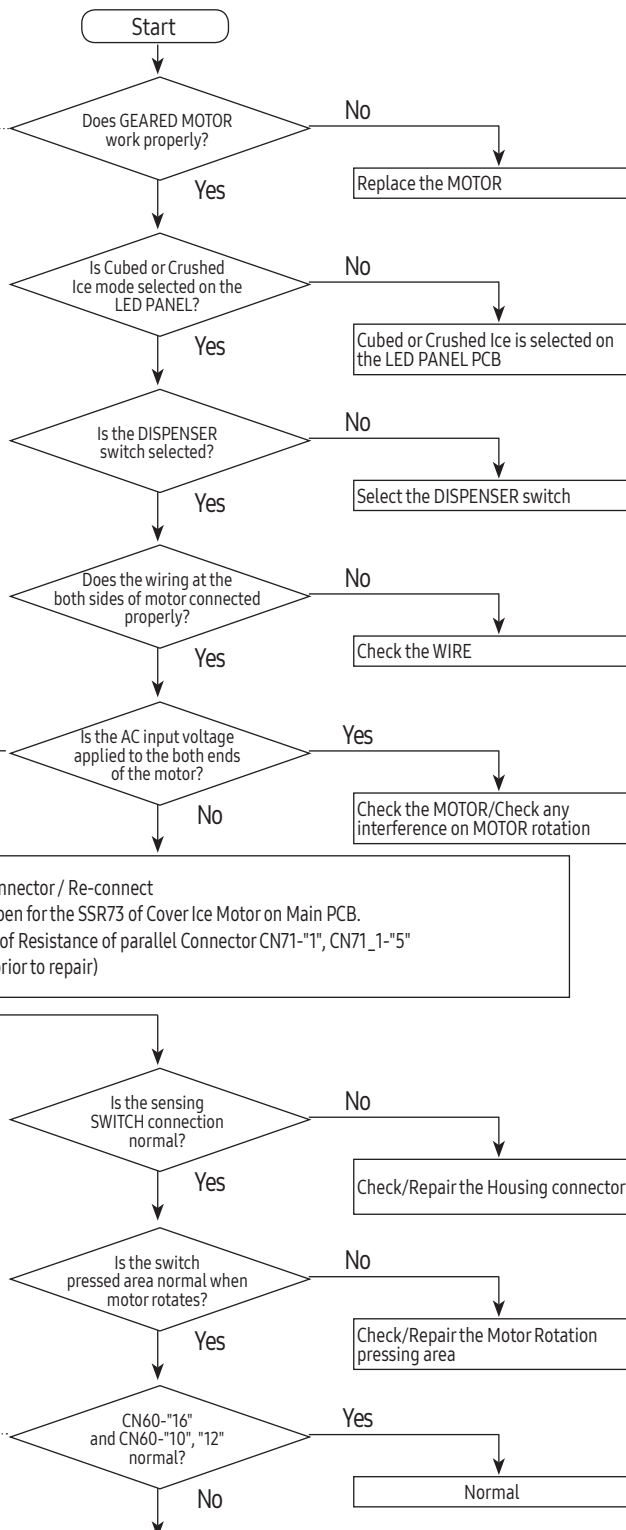 Start
Does GEARED MOTOR
work properly?
No
Replace the MOTOR
Yes
Is Cubed or Crushed
Ice mode selected on the
LED PANEL?
No
Cubed or Crushed Ice is selected on
the LED PANEL PCB
Yes
Is the DISPENSER
switch selected?
No
Select the DISPENSER switch
Yes
Does the wiring at the
both sides of motor connected
properly?
No
Check the WIRE
Yes
Is the AC input voltage
applied to the both ends
of the motor?
Yes
Check the MOTOR/Check any
interference on MOTOR rotation
No
nnector / Re-connect
pen for the SSR73 of Cover Ice Motor on Main PCB.
of Resistance of parallel Connector CN71-"1", CN71_1-"5"
prior to repair)
Is the sensing
SWITCH connection
normal?
No
Check/Repair the Housing connector
Yes
Is the switch
pressed area normal when
motor rotates?
No
Check/Repair the Motor Rotation
pressing area
Yes
CN60-"16"
and CN60-"10", "12"
normal?
Yes
Normal
No